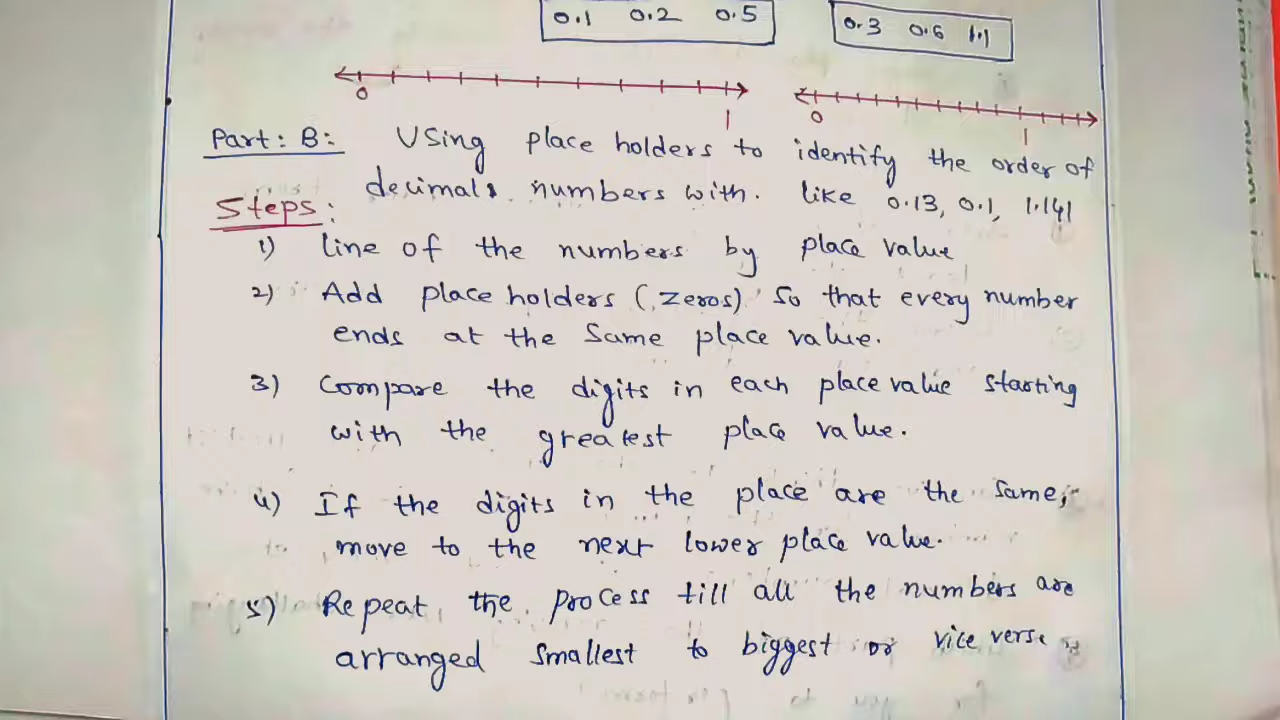 0.1 0.2 0.5
0.3 0.6 1.1
0 1
0 1
Part: B: Using place holders to identify the order of
decimals numbers with. like 0.13, 0.1, 1.141
Steps:
1) line of the numbers by place value
2) Add place holders (zeros) so that every number
ends at the same place value.
3) Compare the digits in each place value starting
with the greatest place value.
4) If the digits in the place are the same,
move to the next lower place value.
5) Repeat the process till all the numbers are
arranged smallest to biggest or vice verse